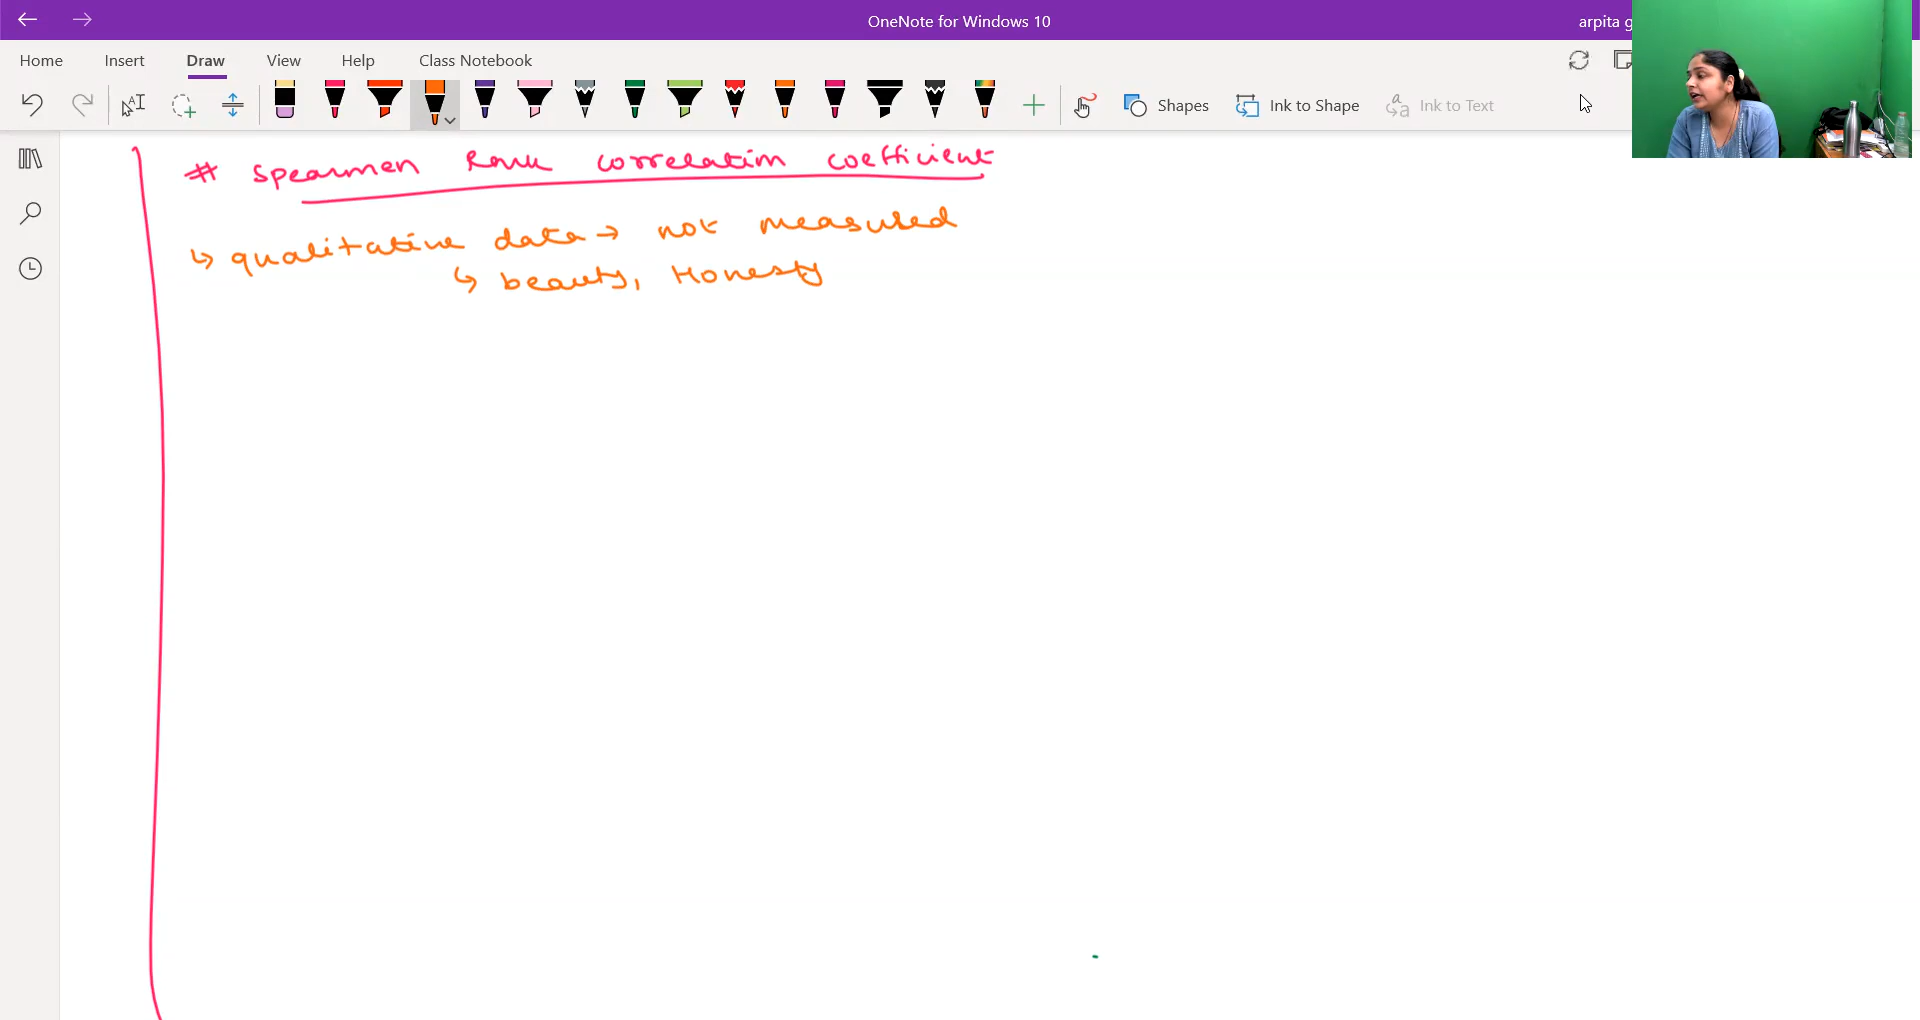 OneNote for Windows 10
arpita g
Home Insert Draw View Help Class Notebook
Shapes Ink to Shape Ink to Text
# Spearmen Rank correlation coefficient
↳ qualitative data → not measured
↳ beauty, Honesty